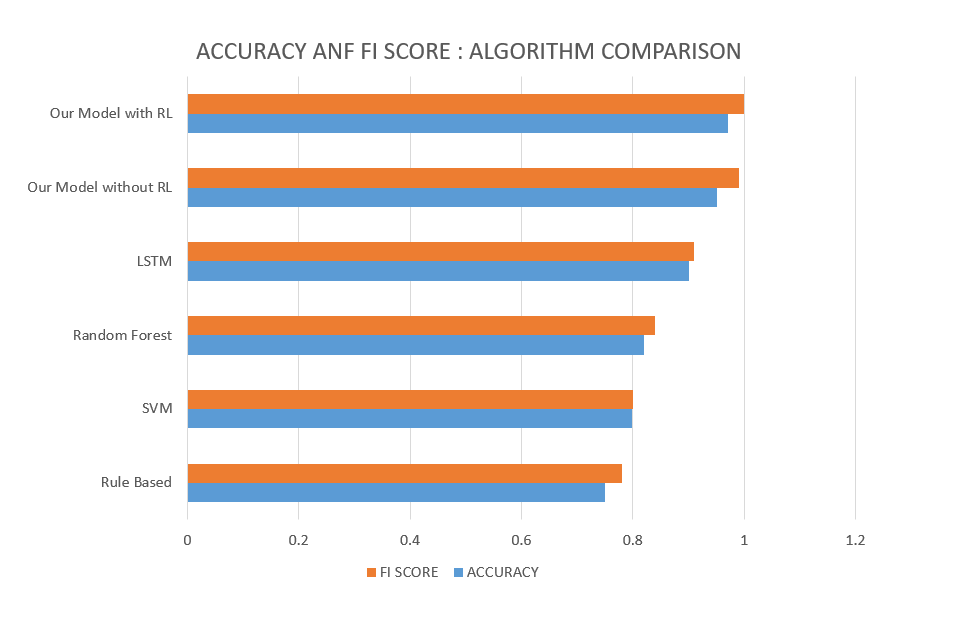 ACCURACY ANF FI SCORE : ALGORITHM COMPARISON
Our Model with RL
Our Model without RL
LSTM
Random Forest
SVM
Rule Based
0 0.2 0.4 0.6 0.8 1 1.2
FI SCORE ACCURACY